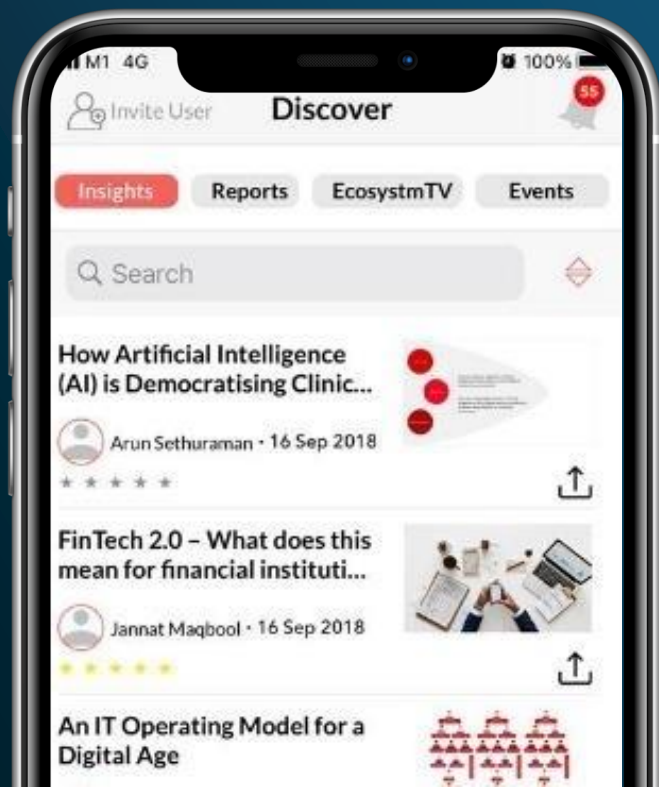 M1 4G
100%
Invite User
Discover
55
Insights
Reports
EcosystmTV
Events
Search
How Artificial Intelligence
(AI) is Democratising Clinic...
Arun Sethuraman • 16 Sep 2018
FinTech 2.0 – What does this
mean for financial instituti...
Jannat Maqbool • 16 Sep 2018
An IT Operating Model for a
Digital Age